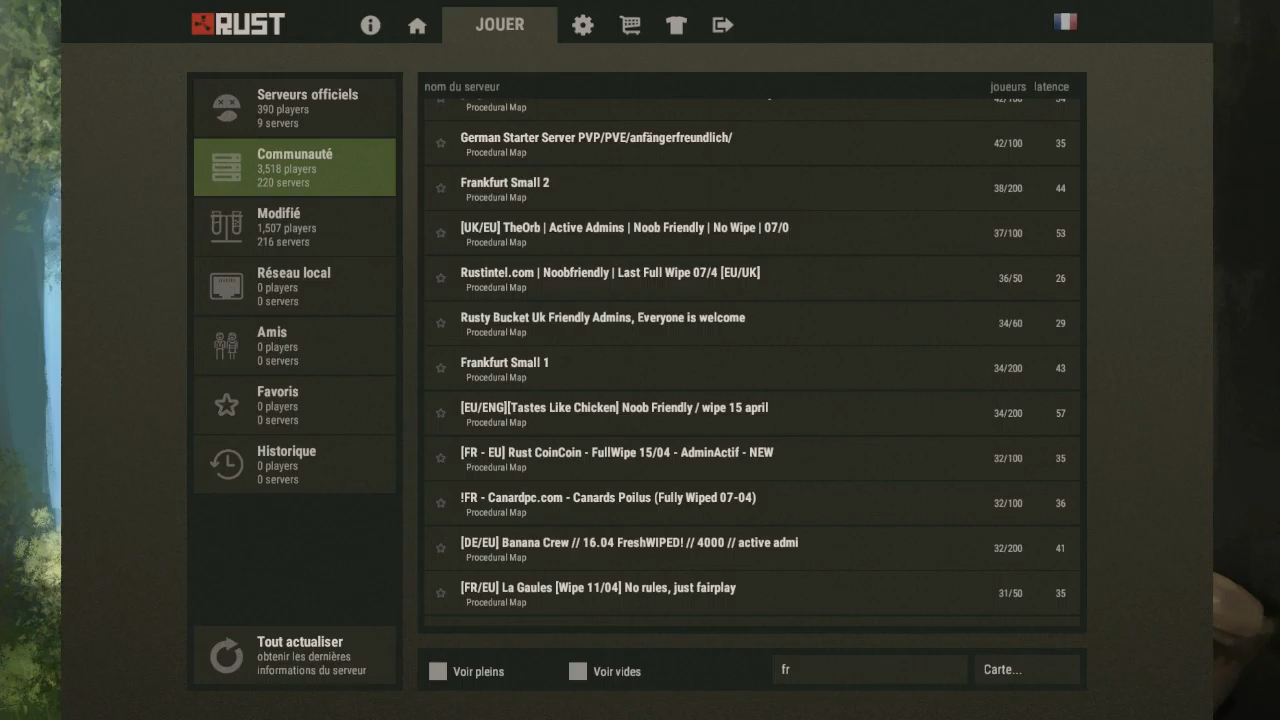 RUST
JOUER
Serveurs officiels
390 players
9 servers
Communauté
3,518 players
220 servers
Modifié
1,507 players
216 servers
Réseau local
0 players
0 servers
Amis
0 players
0 servers
Favoris
0 players
0 servers
Historique
0 players
0 servers
Tout actualiser
obtenir les dernières
informations du serveur
nom du serveur joueurs latence
Procedural Map
German Starter Server PVP/PVE/anfängerfreundlich/ 42/100 35
Procedural Map
Frankfurt Small 2 38/200 44
Procedural Map
[UK/EU] TheOrb | Active Admins | Noob Friendly | No Wipe | 07/0 37/100 53
Procedural Map
Rustintel.com | Noobfriendly | Last Full Wipe 07/4 [EU/UK] 36/50 26
Procedural Map
Rusty Bucket Uk Friendly Admins, Everyone is welcome 34/60 29
Procedural Map
Frankfurt Small 1 34/200 43
Procedural Map
[EU/ENG][Tastes Like Chicken] Noob Friendly / wipe 15 april 34/200 57
Procedural Map
[FR - EU] Rust CoinCoin - FullWipe 15/04 - AdminActif - NEW 32/100 35
Procedural Map
!FR - Canardpc.com - Canards Poilus (Fully Wiped 07-04) 32/100 36
Procedural Map
[DE/EU] Banana Crew // 16.04 FreshWIPED! // 4000 // active admi 32/200 41
Procedural Map
[FR/EU] La Gaules [Wipe 11/04] No rules, just fairplay 31/50 35
Procedural Map
Voir pleins Voir vides fr Carte...